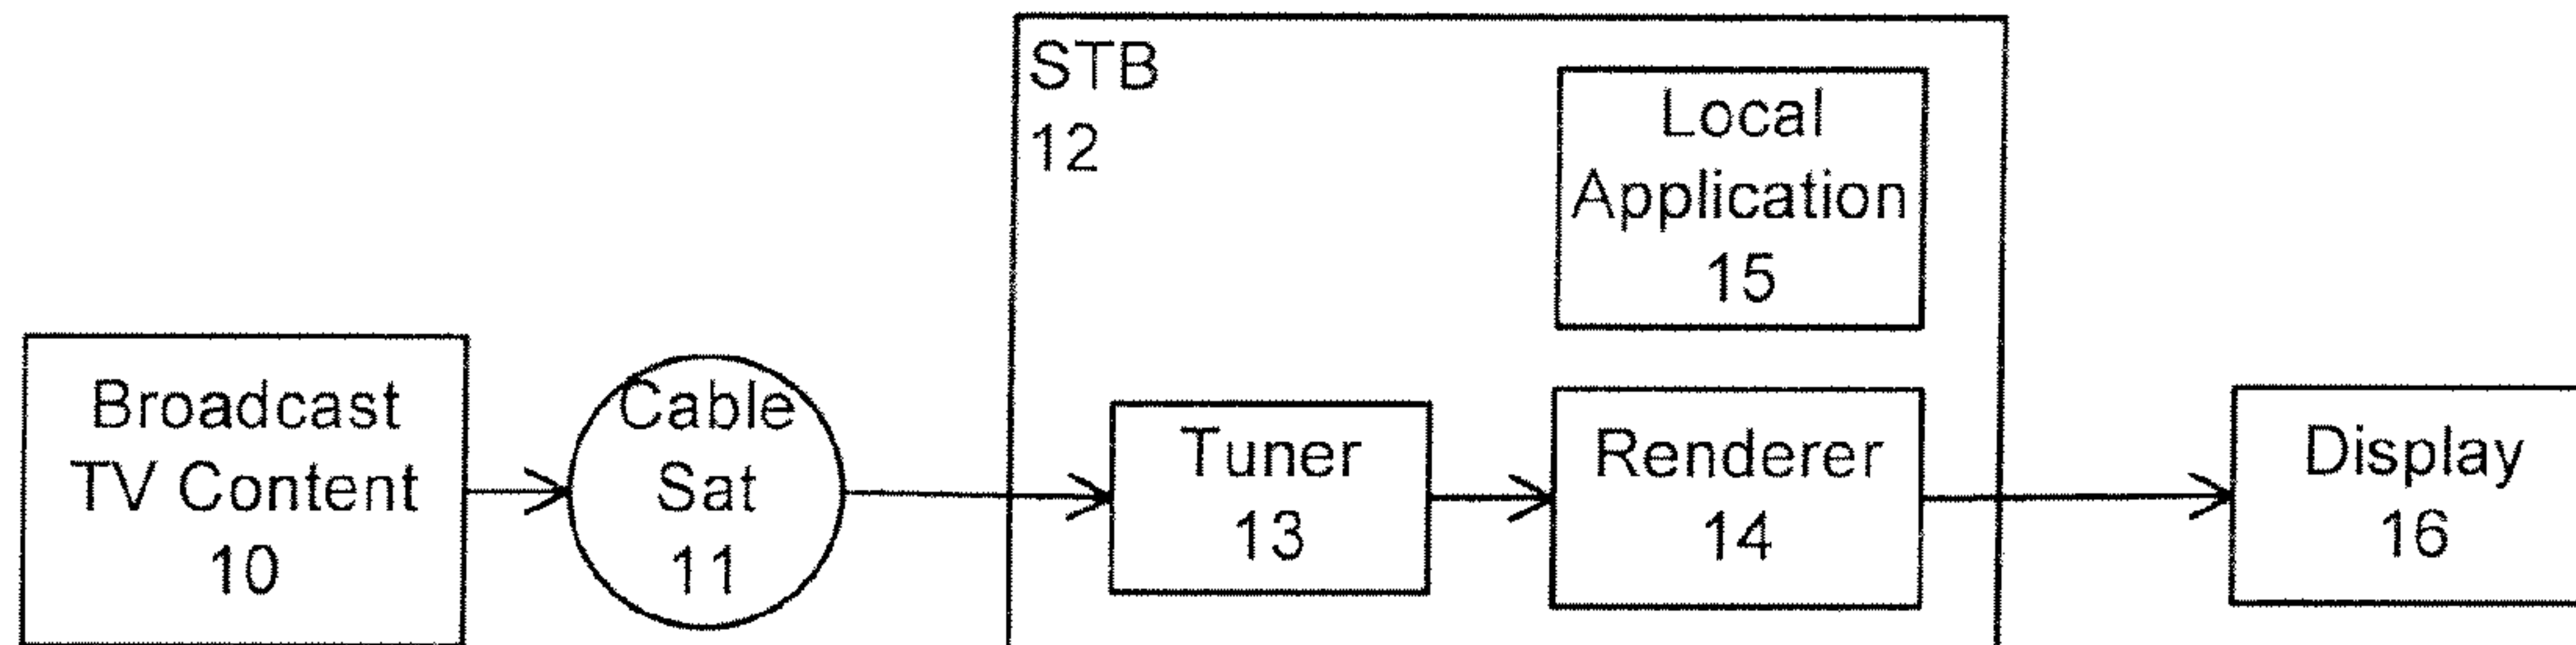 STB
12
Local
Application
15
Broadcast
TV Content
10
Cable
Sat
11
Tuner
13
Renderer
14
Display
16